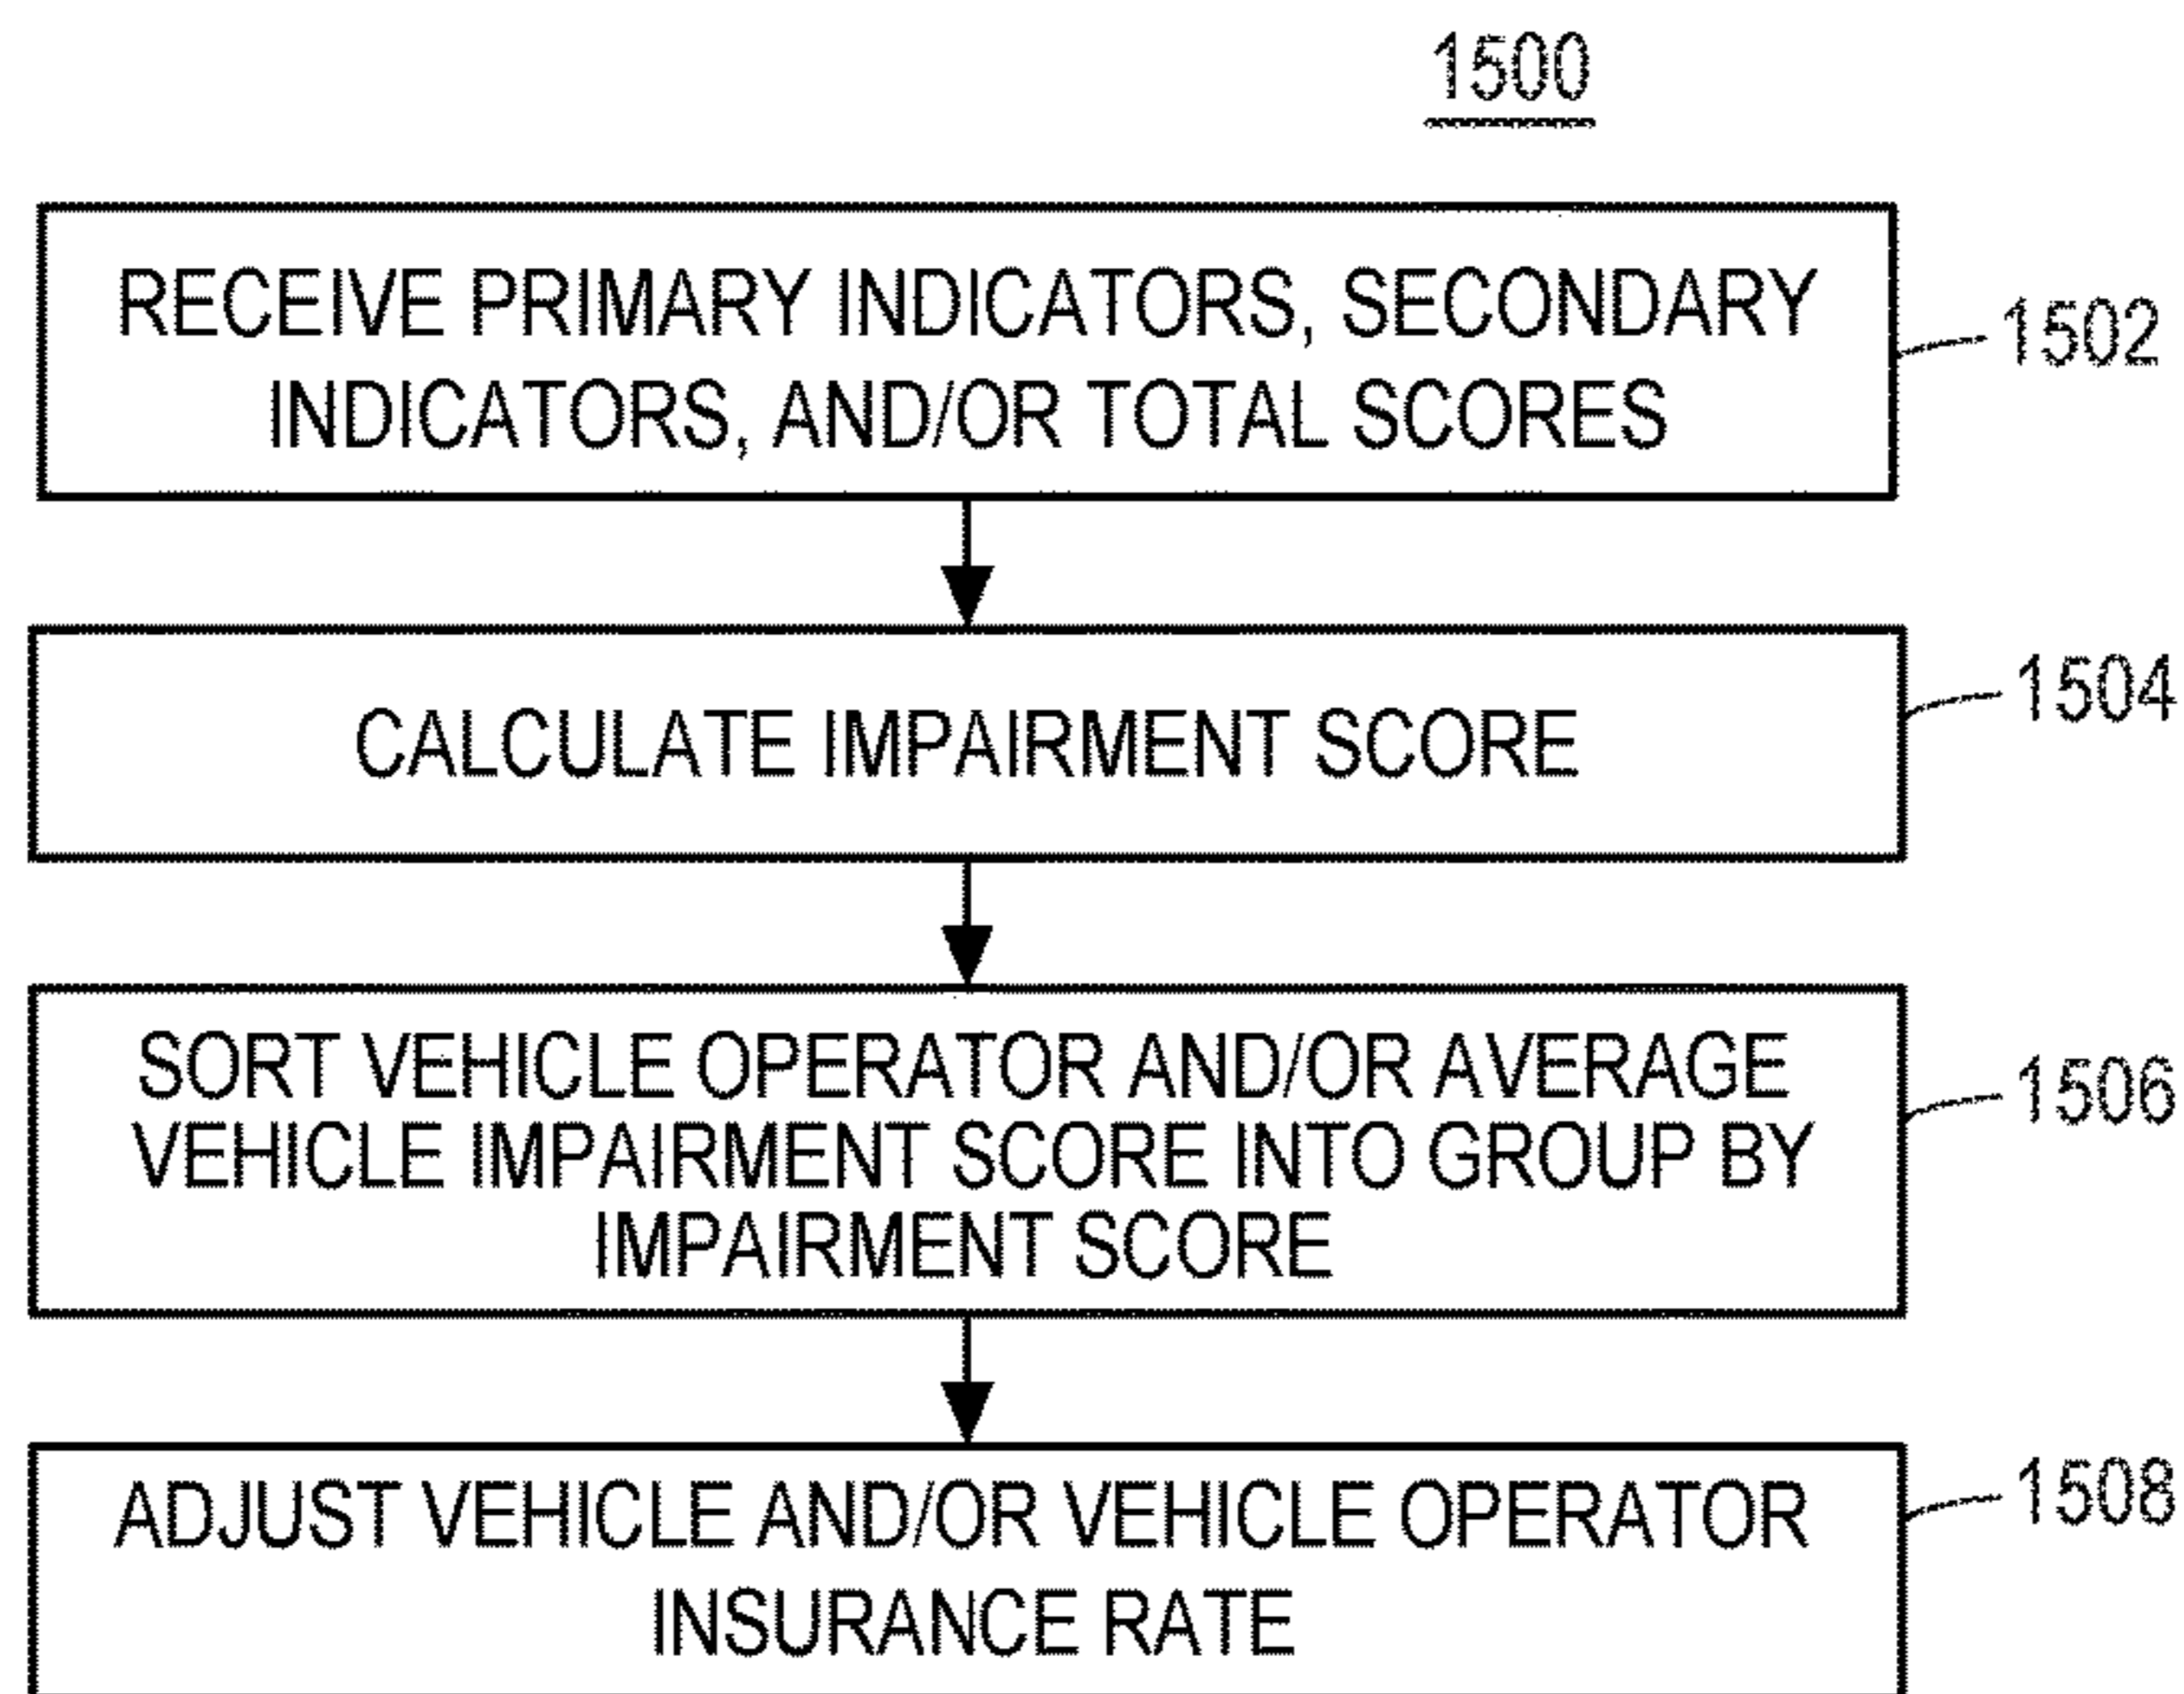 1500
RECEIVE PRIMARY INDICATORS, SECONDARY
INDICATORS, AND/OR TOTAL SCORES
1502
CALCULATE IMPAIRMENT SCORE
1504
SORT VEHICLE OPERATOR AND/OR AVERAGE
VEHICLE IMPAIRMENT SCORE INTO GROUP BY
IMPAIRMENT SCORE
1506
ADJUST VEHICLE AND/OR VEHICLE OPERATOR
INSURANCE RATE
1508